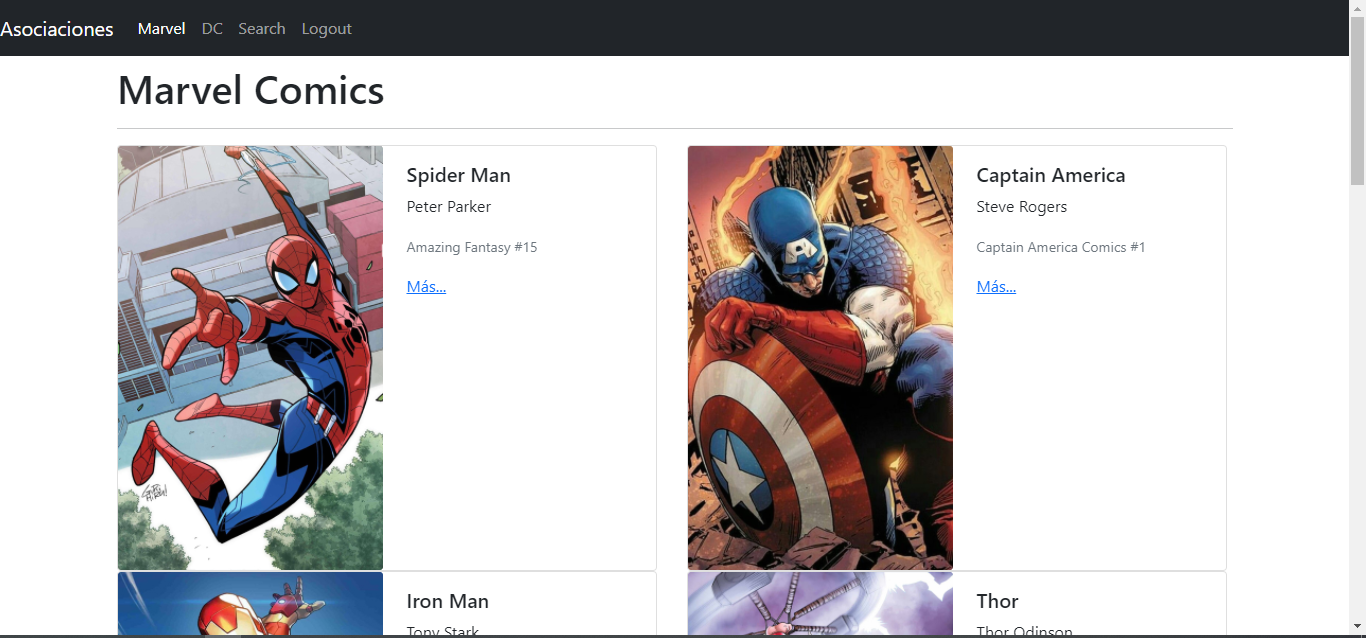 Asociaciones Marvel DC Search Logout
Marvel Comics
Spider Man
Peter Parker
Amazing Fantasy #15
Más...
Captain America
Steve Rogers
Captain America Comics #1
Más...
Iron Man
Tony Stark
Thor
Thor Odinson